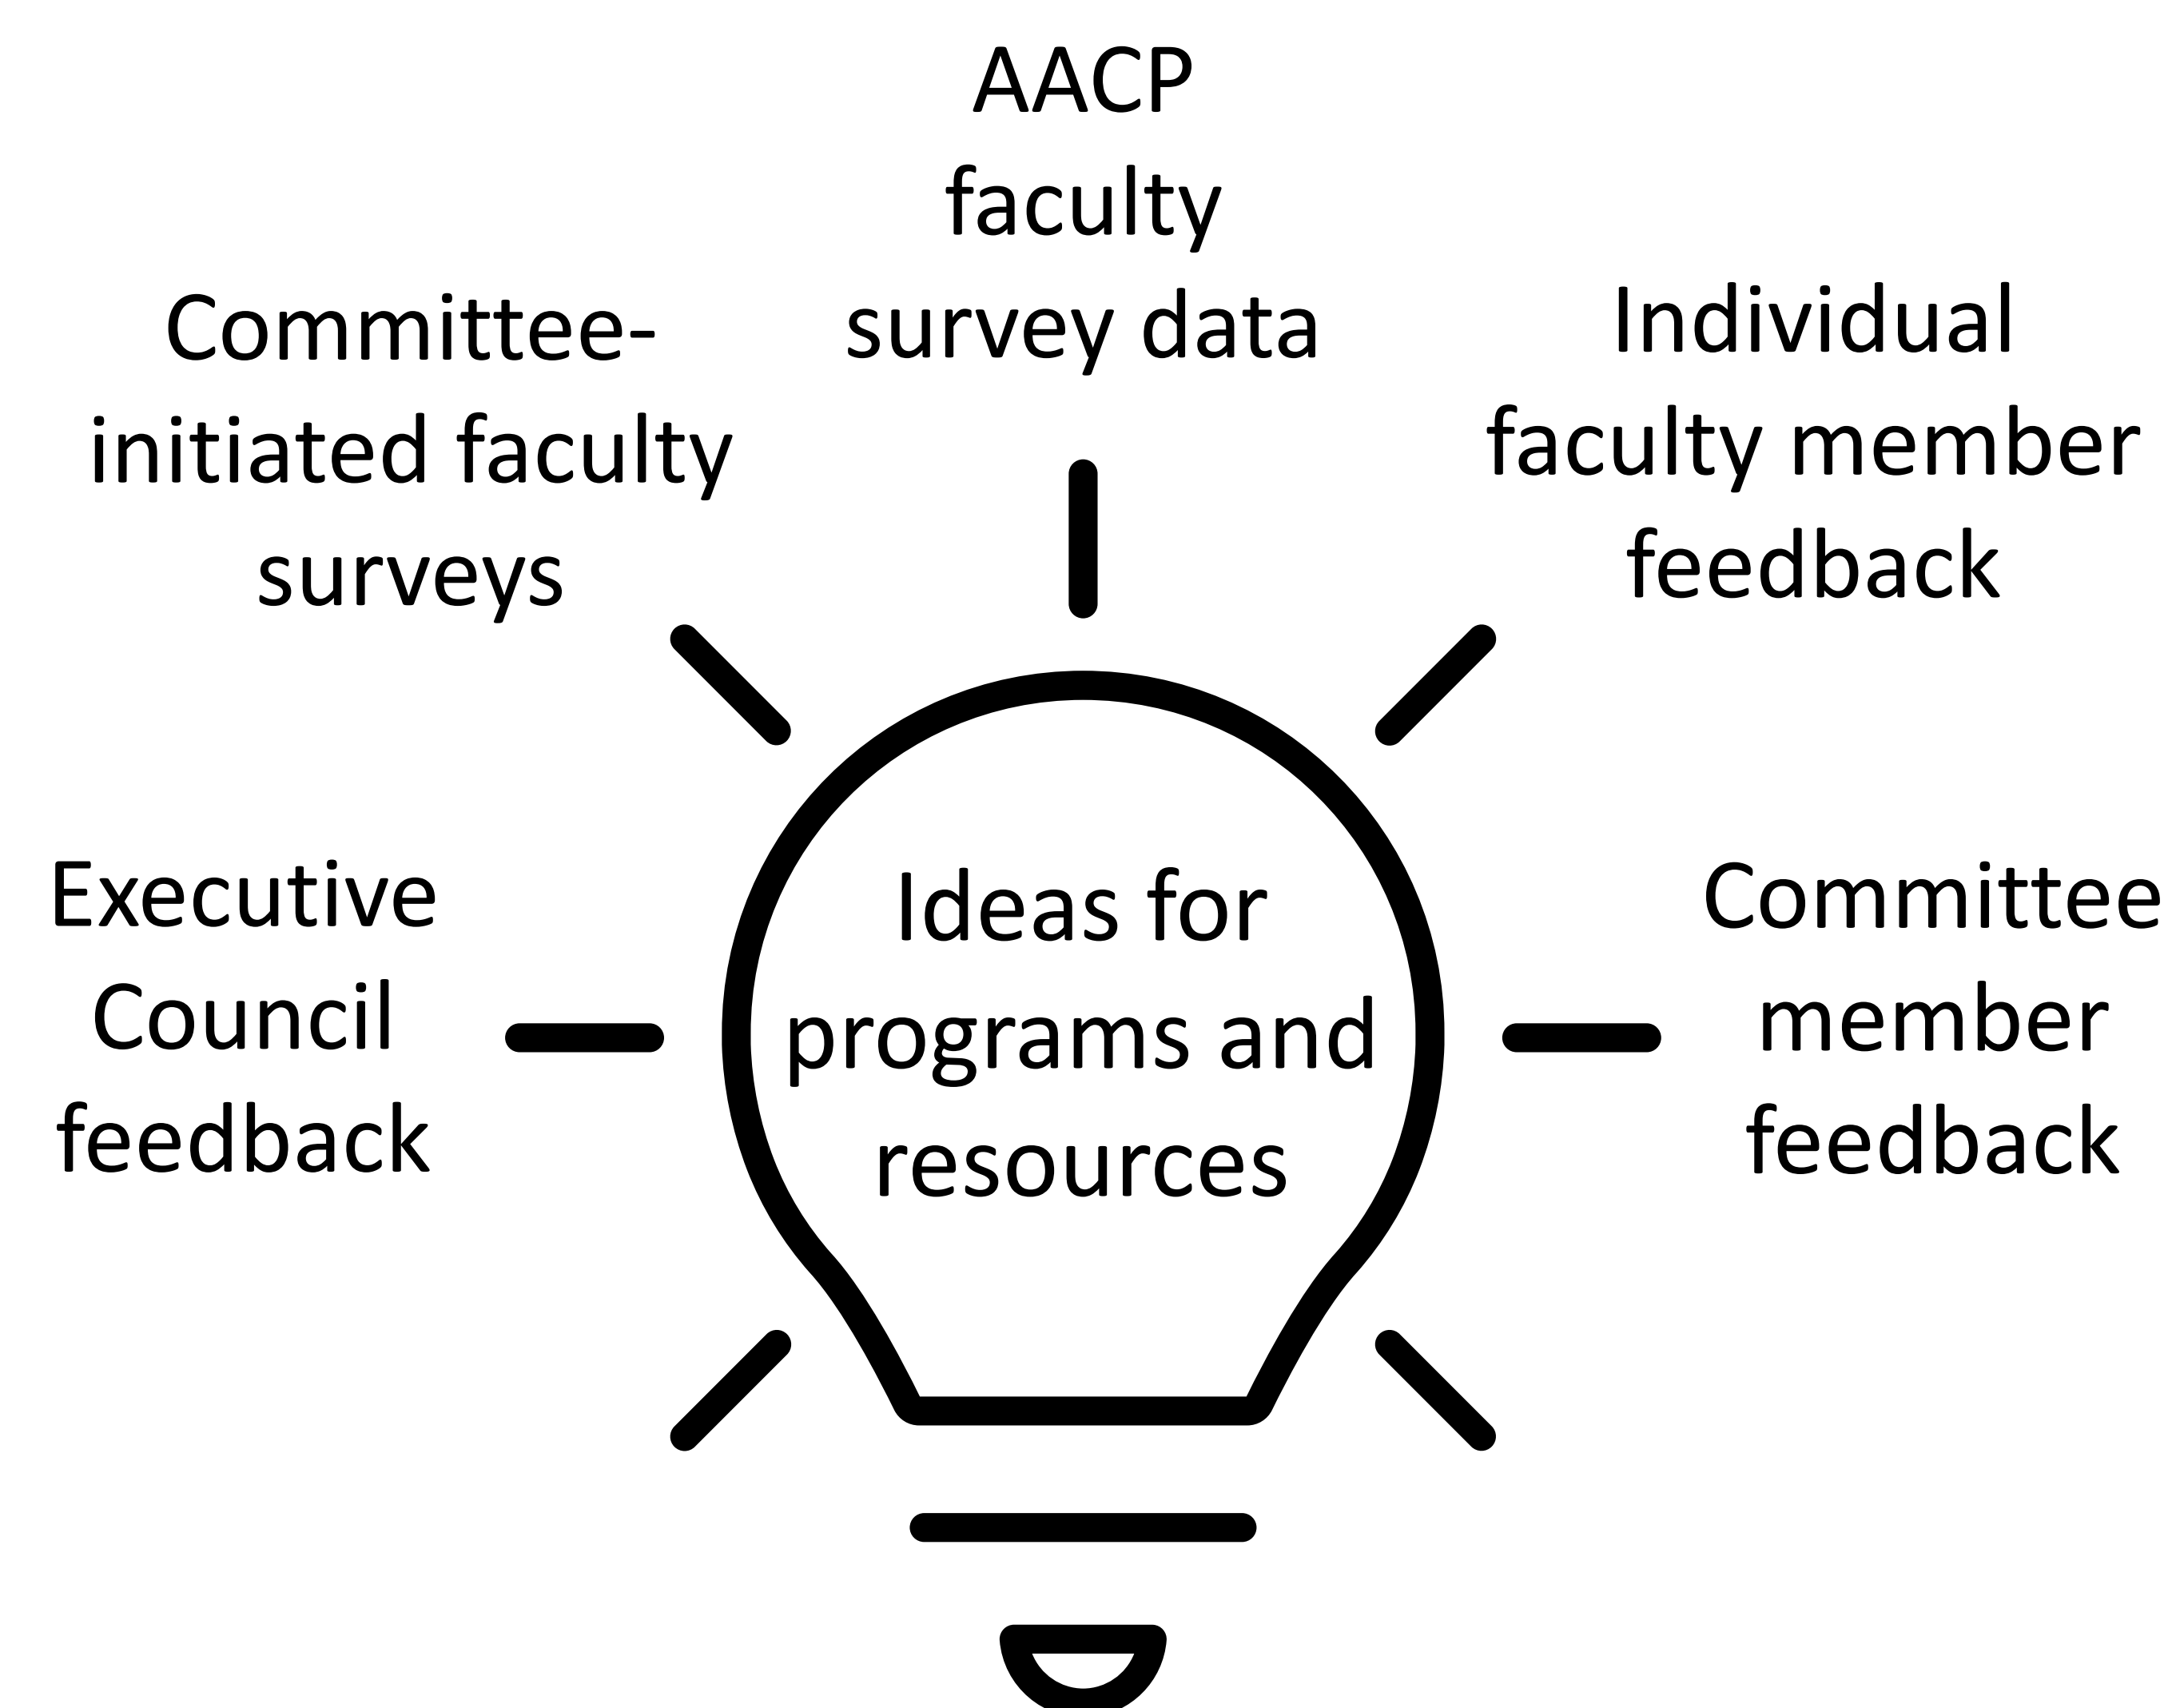 AACP
faculty
survey data
Committee-
initiated faculty
surveys
Individual
faculty member
feedback
Executive
Council
feedback
Ideas for
programs and
resources
Committee
member
feedback